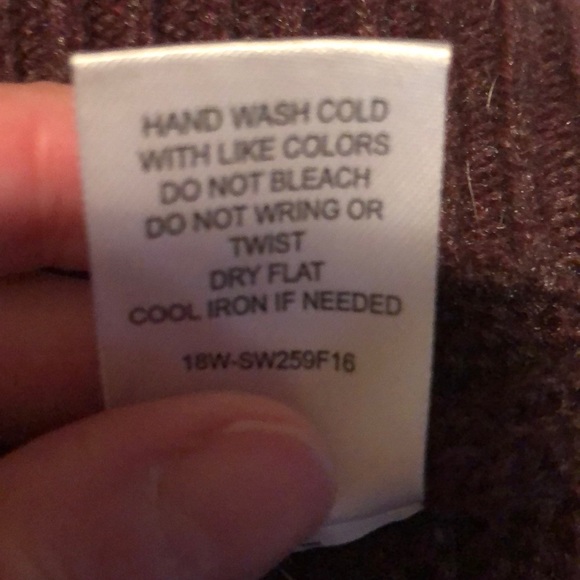 HAND WASH COLD
WITH LIKE COLORS
DO NOT BLEACH
DO NOT WRING OR
TWIST
DRY FLAT
COOL IRON IF NEEDED
18W-SW259F16